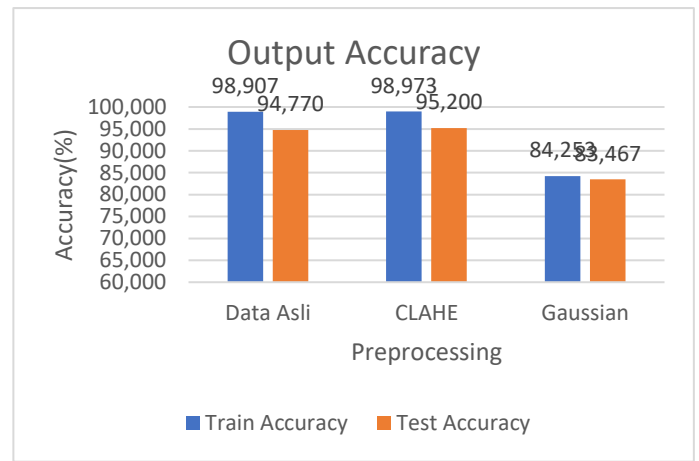 Output Accuracy
98,907
94,770
98,973
95,200
84,253
83,467
100,000
95,000
90,000
85,000
80,000
75,000
70,000
65,000
60,000
Accuracy(%)
Data Asli
CLAHE
Gaussian
Preprocessing
Train Accuracy
Test Accuracy